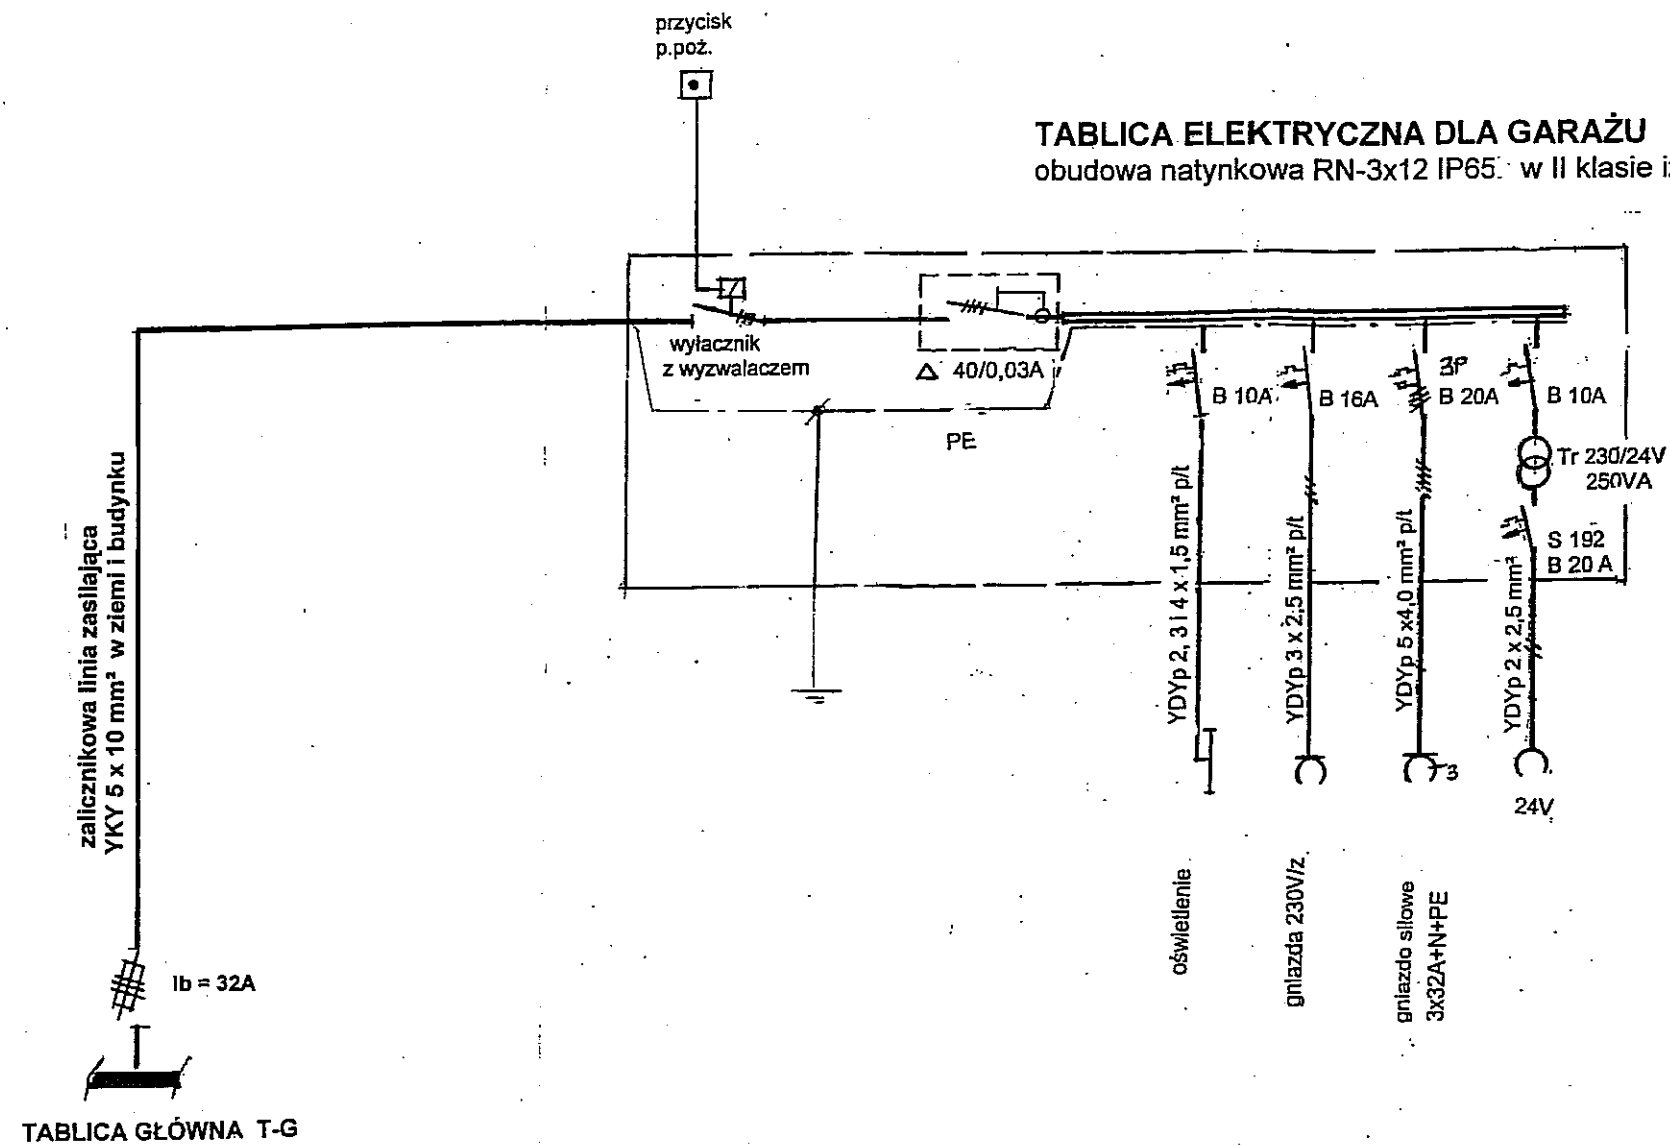 przycisk
p.poż.
TABLICA ELEKTRYCZNA DLA GARAŻU
obudowa natynkowa RN-3x12 IP65. w II klasie
wyłacznik
z wyzwalaczem
Δ 40/0,03A
PE
B 10A
B 16A
3P
B 20A
B 10A
Tr 230/24V
250VA
S 192
B 20 A
YDYp 2, 3 i 4 x 1,5 mm² p/t
YDYp 3 x 2,5 mm² p/t
YDYp 5 x4,0 mm² p/t
YDYp 2 x 2,5 mm²
3
24V
oświetlenie
gniazda 230V/z
gniazdo siłowe
3x32A+N+PE
zalicznikowa linia zasilająca
YKY 5 x 10 mm² w ziemi i budynku
Ib = 32A
TABLICA GŁÓWNA T-G